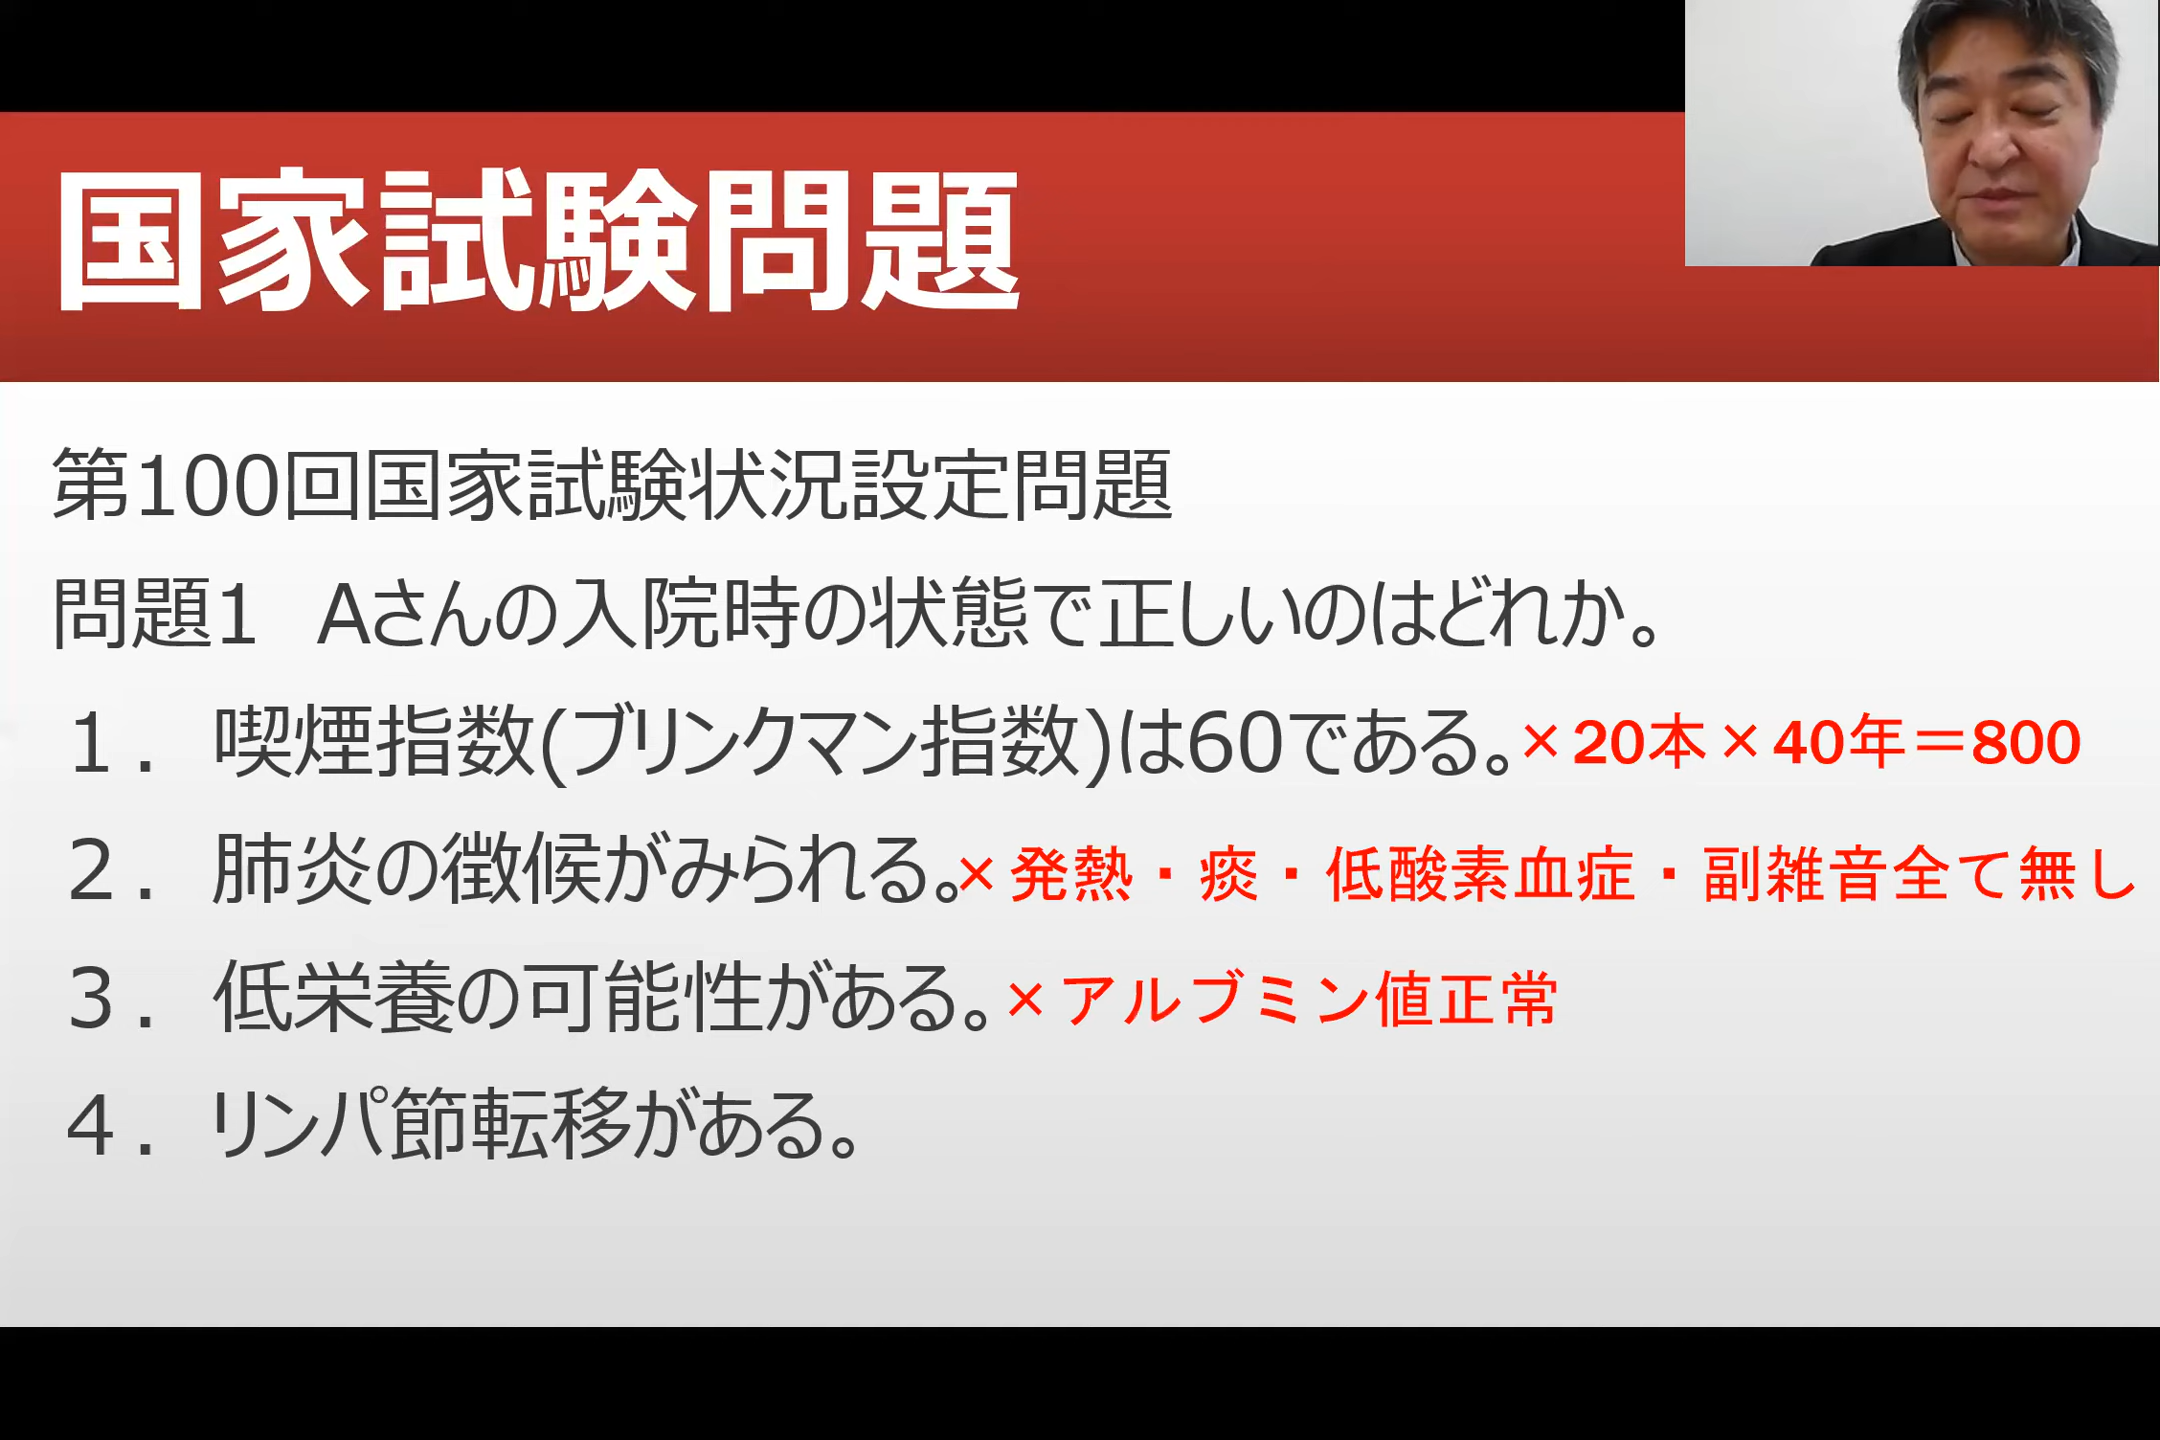 国家試験問題
第100回国家試験状況設定問題
問題1　Aさんの入院時の状態で正しいのはどれか。
１．喫煙指数(ブリンクマン指数)は60である。×20本×40年＝800
２．肺炎の徴候がみられる。×発熱・痰・低酸素血症・副雑音全て無し
３．低栄養の可能性がある。×アルブミン値正常
４．リンパ節転移がある。